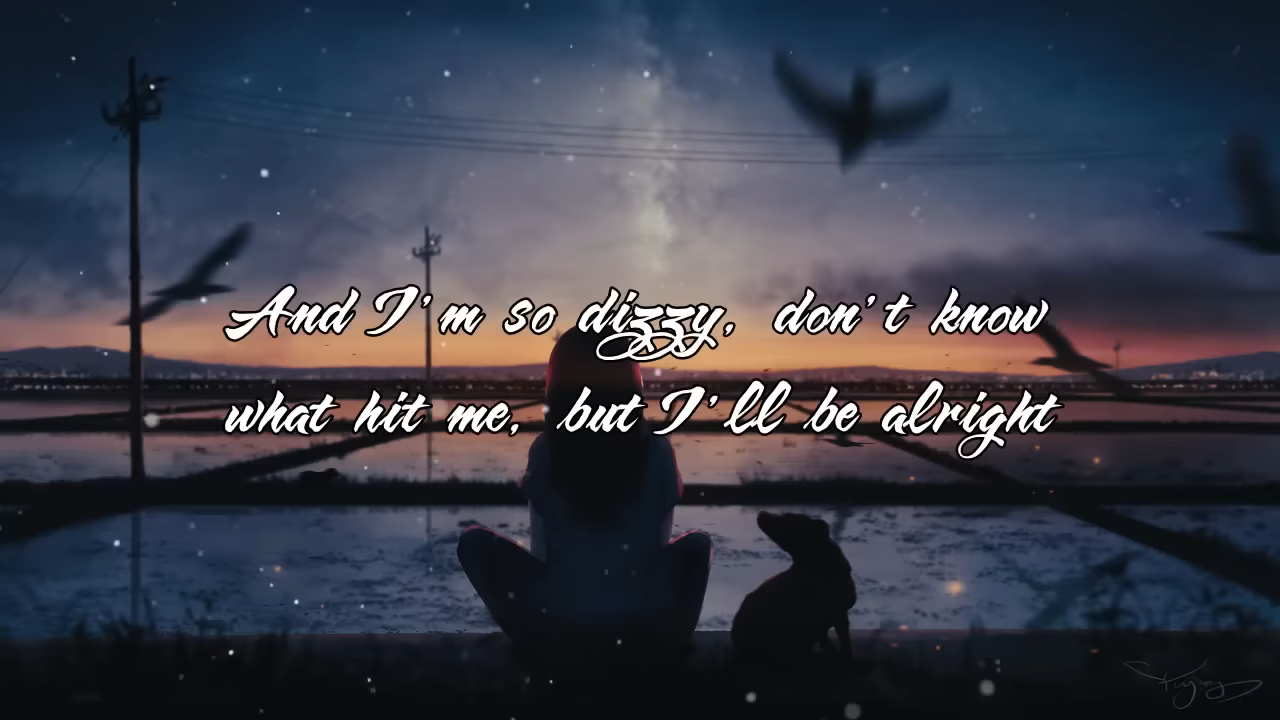 And I'm so dizzy, don't know
what hit me, but I'll be alright